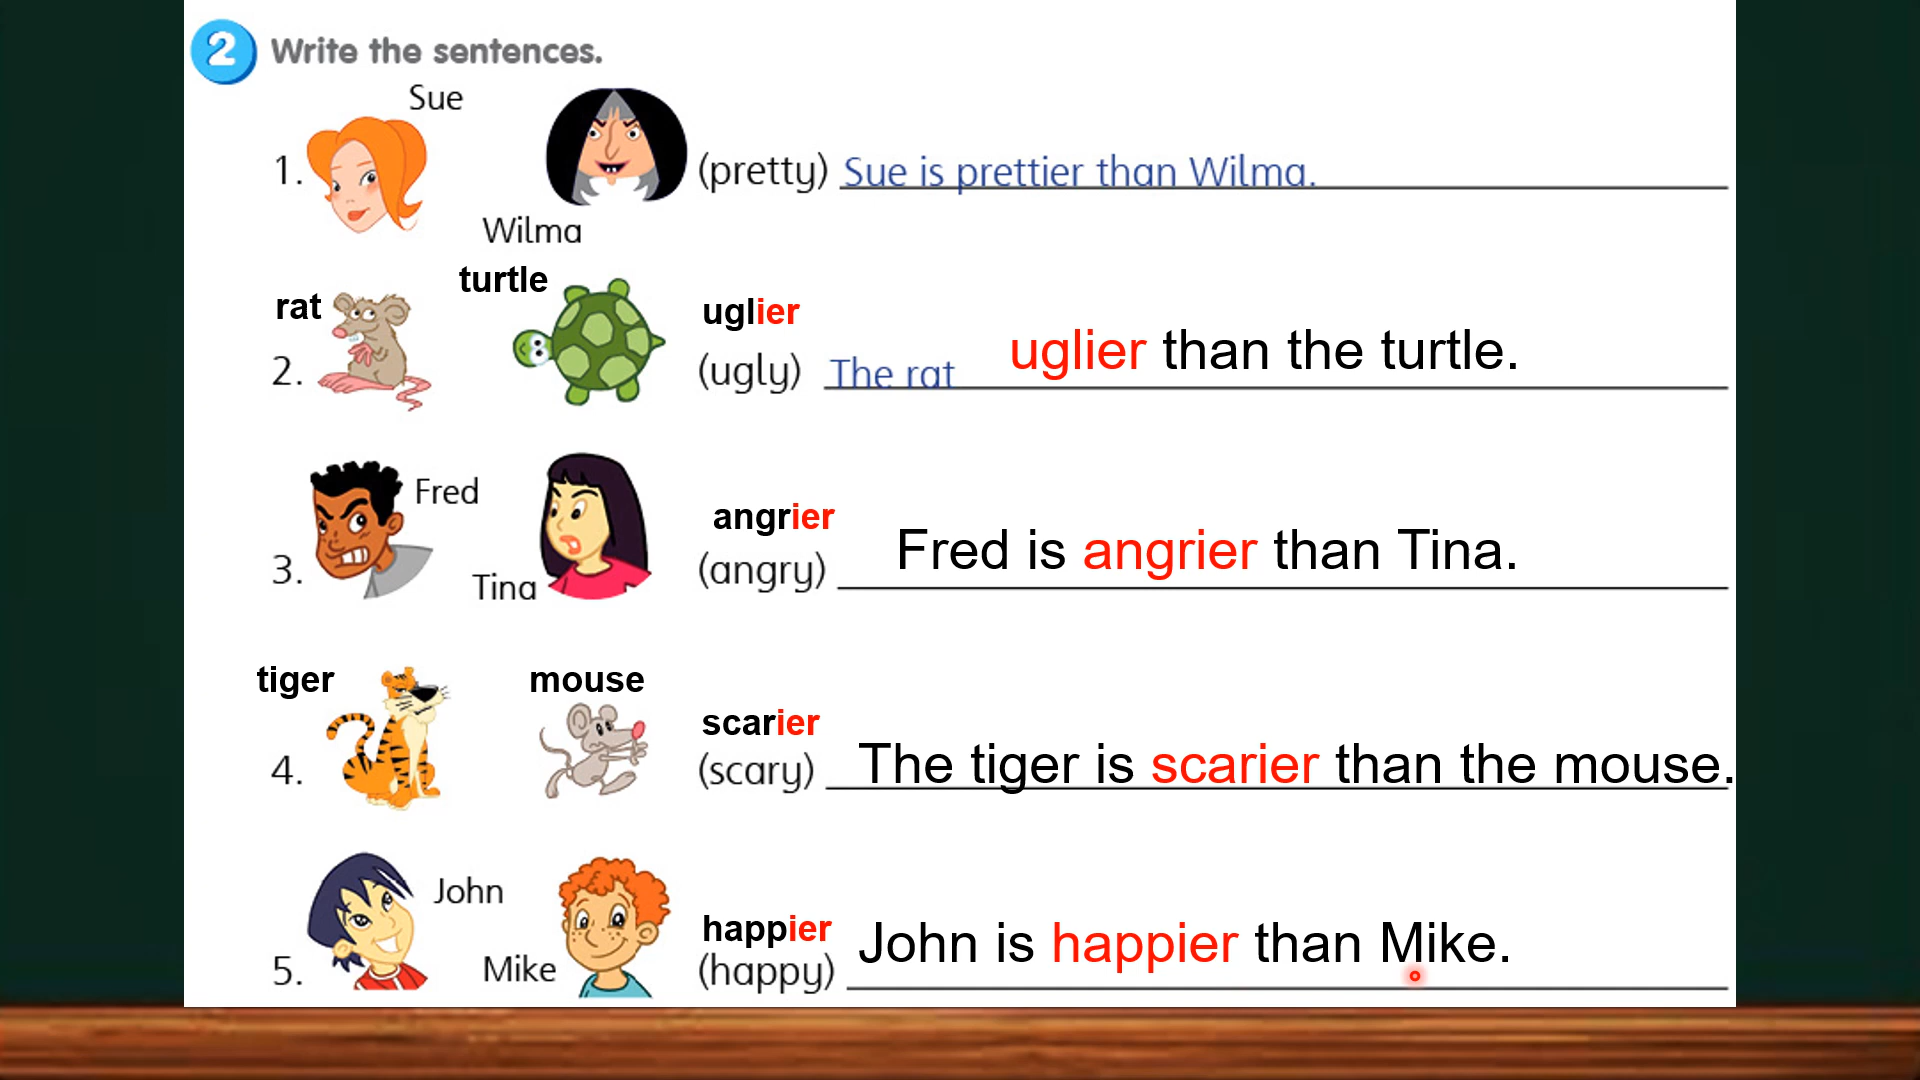 2 Write the sentences.
Sue
1. (pretty) Sue is prettier than Wilma.
Wilma
turtle
rat
uglier
uglier than the turtle.
2. (ugly) The rat
Fred
angrier
Fred is angrier than Tina.
3. (angry)
Tina
tiger mouse
scarier
The tiger is scarier than the mouse.
4. (scary)
John
happier
John is happier than Mike.
5. Mike (happy)